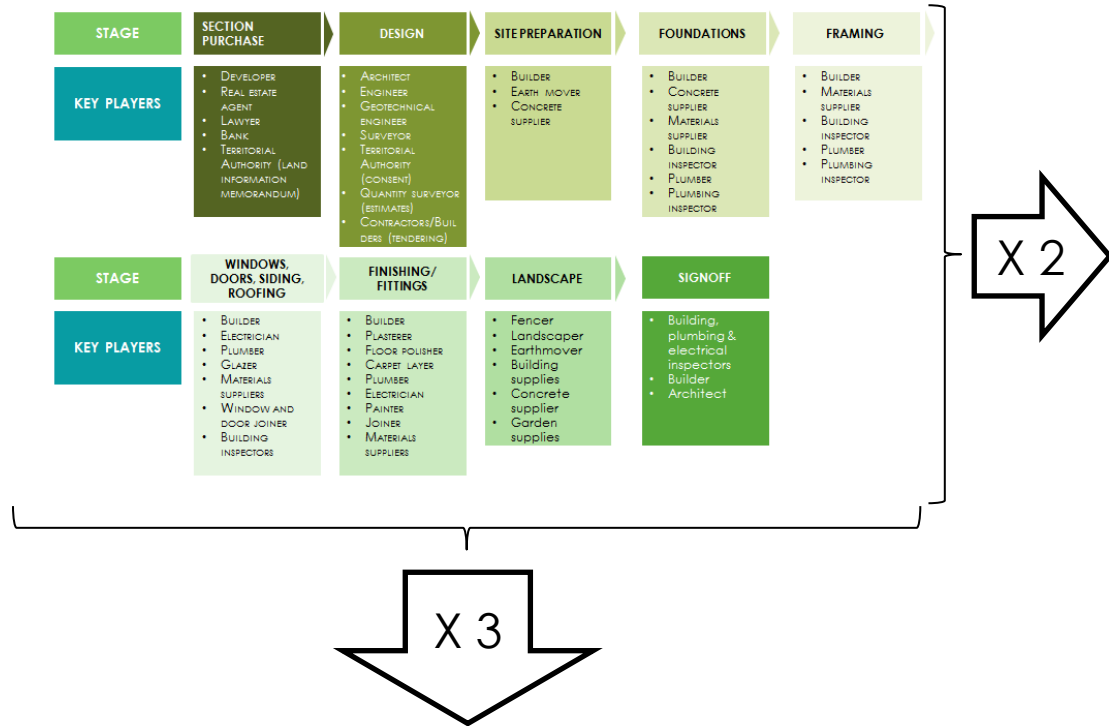 STAGE
SECTION
PURCHASE
DESIGN
SITE PREPARATION
FOUNDATIONS
FRAMING
KEY PLAYERS
• DEVELOPER
• REAL ESTATE
AGENT
• LAWYER
• BANK
• TERRITORIAL
AUTHORITY (LAND
INFORMATION
MEMORANDUM)
• ARCHITECT
• ENGINEER
• GEOTECHNICAL
ENGINEER
• SURVEYOR
• TERRITORIAL
AUTHORITY
(CONSENT)
• QUANTITY SURVEYOR
(ESTIMATES)
• CONTRACTORS/BUIL
DERS (TENDERING)
• BUILDER
• EARTH MOVER
• CONCRETE
SUPPLIER
• BUILDER
• CONCRETE
SUPPLIER
• MATERIALS
SUPPLIER
• BUILDING
INSPECTOR
• PLUMBER
• PLUMBING
INSPECTOR
• BUILDER
• MATERIALS
SUPPLIER
• BUILDING
INSPECTOR
• PLUMBER
• PLUMBING
INSPECTOR
X 2
STAGE
WINDOWS,
DOORS, SIDING,
ROOFING
FINISHING/
FITTINGS
LANDSCAPE
SIGNOFF
KEY PLAYERS
• BUILDER
• ELECTRICIAN
• PLUMBER
• GLAZER
• MATERIALS
SUPPLIERS
• WINDOW AND
DOOR JOINER
• BUILDING
INSPECTORS
• BUILDER
• PLASTERER
• FLOOR POLISHER
• CARPET LAYER
• PLUMBER
• ELECTRICIAN
• PAINTER
• JOINER
• MATERIALS
SUPPLIERS
• Fencer
• Landscaper
• Earthmover
• Building
supplies
• Concrete
supplier
• Garden
supplies
• Building,
plumbing &
electrical
inspectors
• Builder
• Architect
X 3